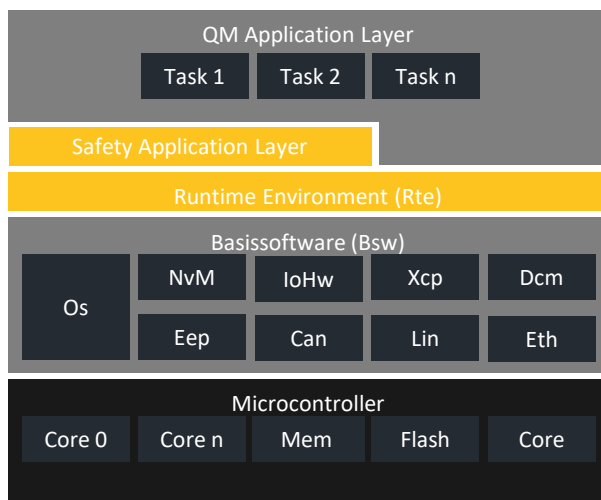 QM Application Layer
Task 1 Task 2 Task n
Safety Application Layer
Runtime Environment (Rte)
Basissoftware (Bsw)
Os
NvM IoHw Xcp Dcm
Eep Can Lin Eth
Microcontroller
Core 0 Core n Mem Flash Core